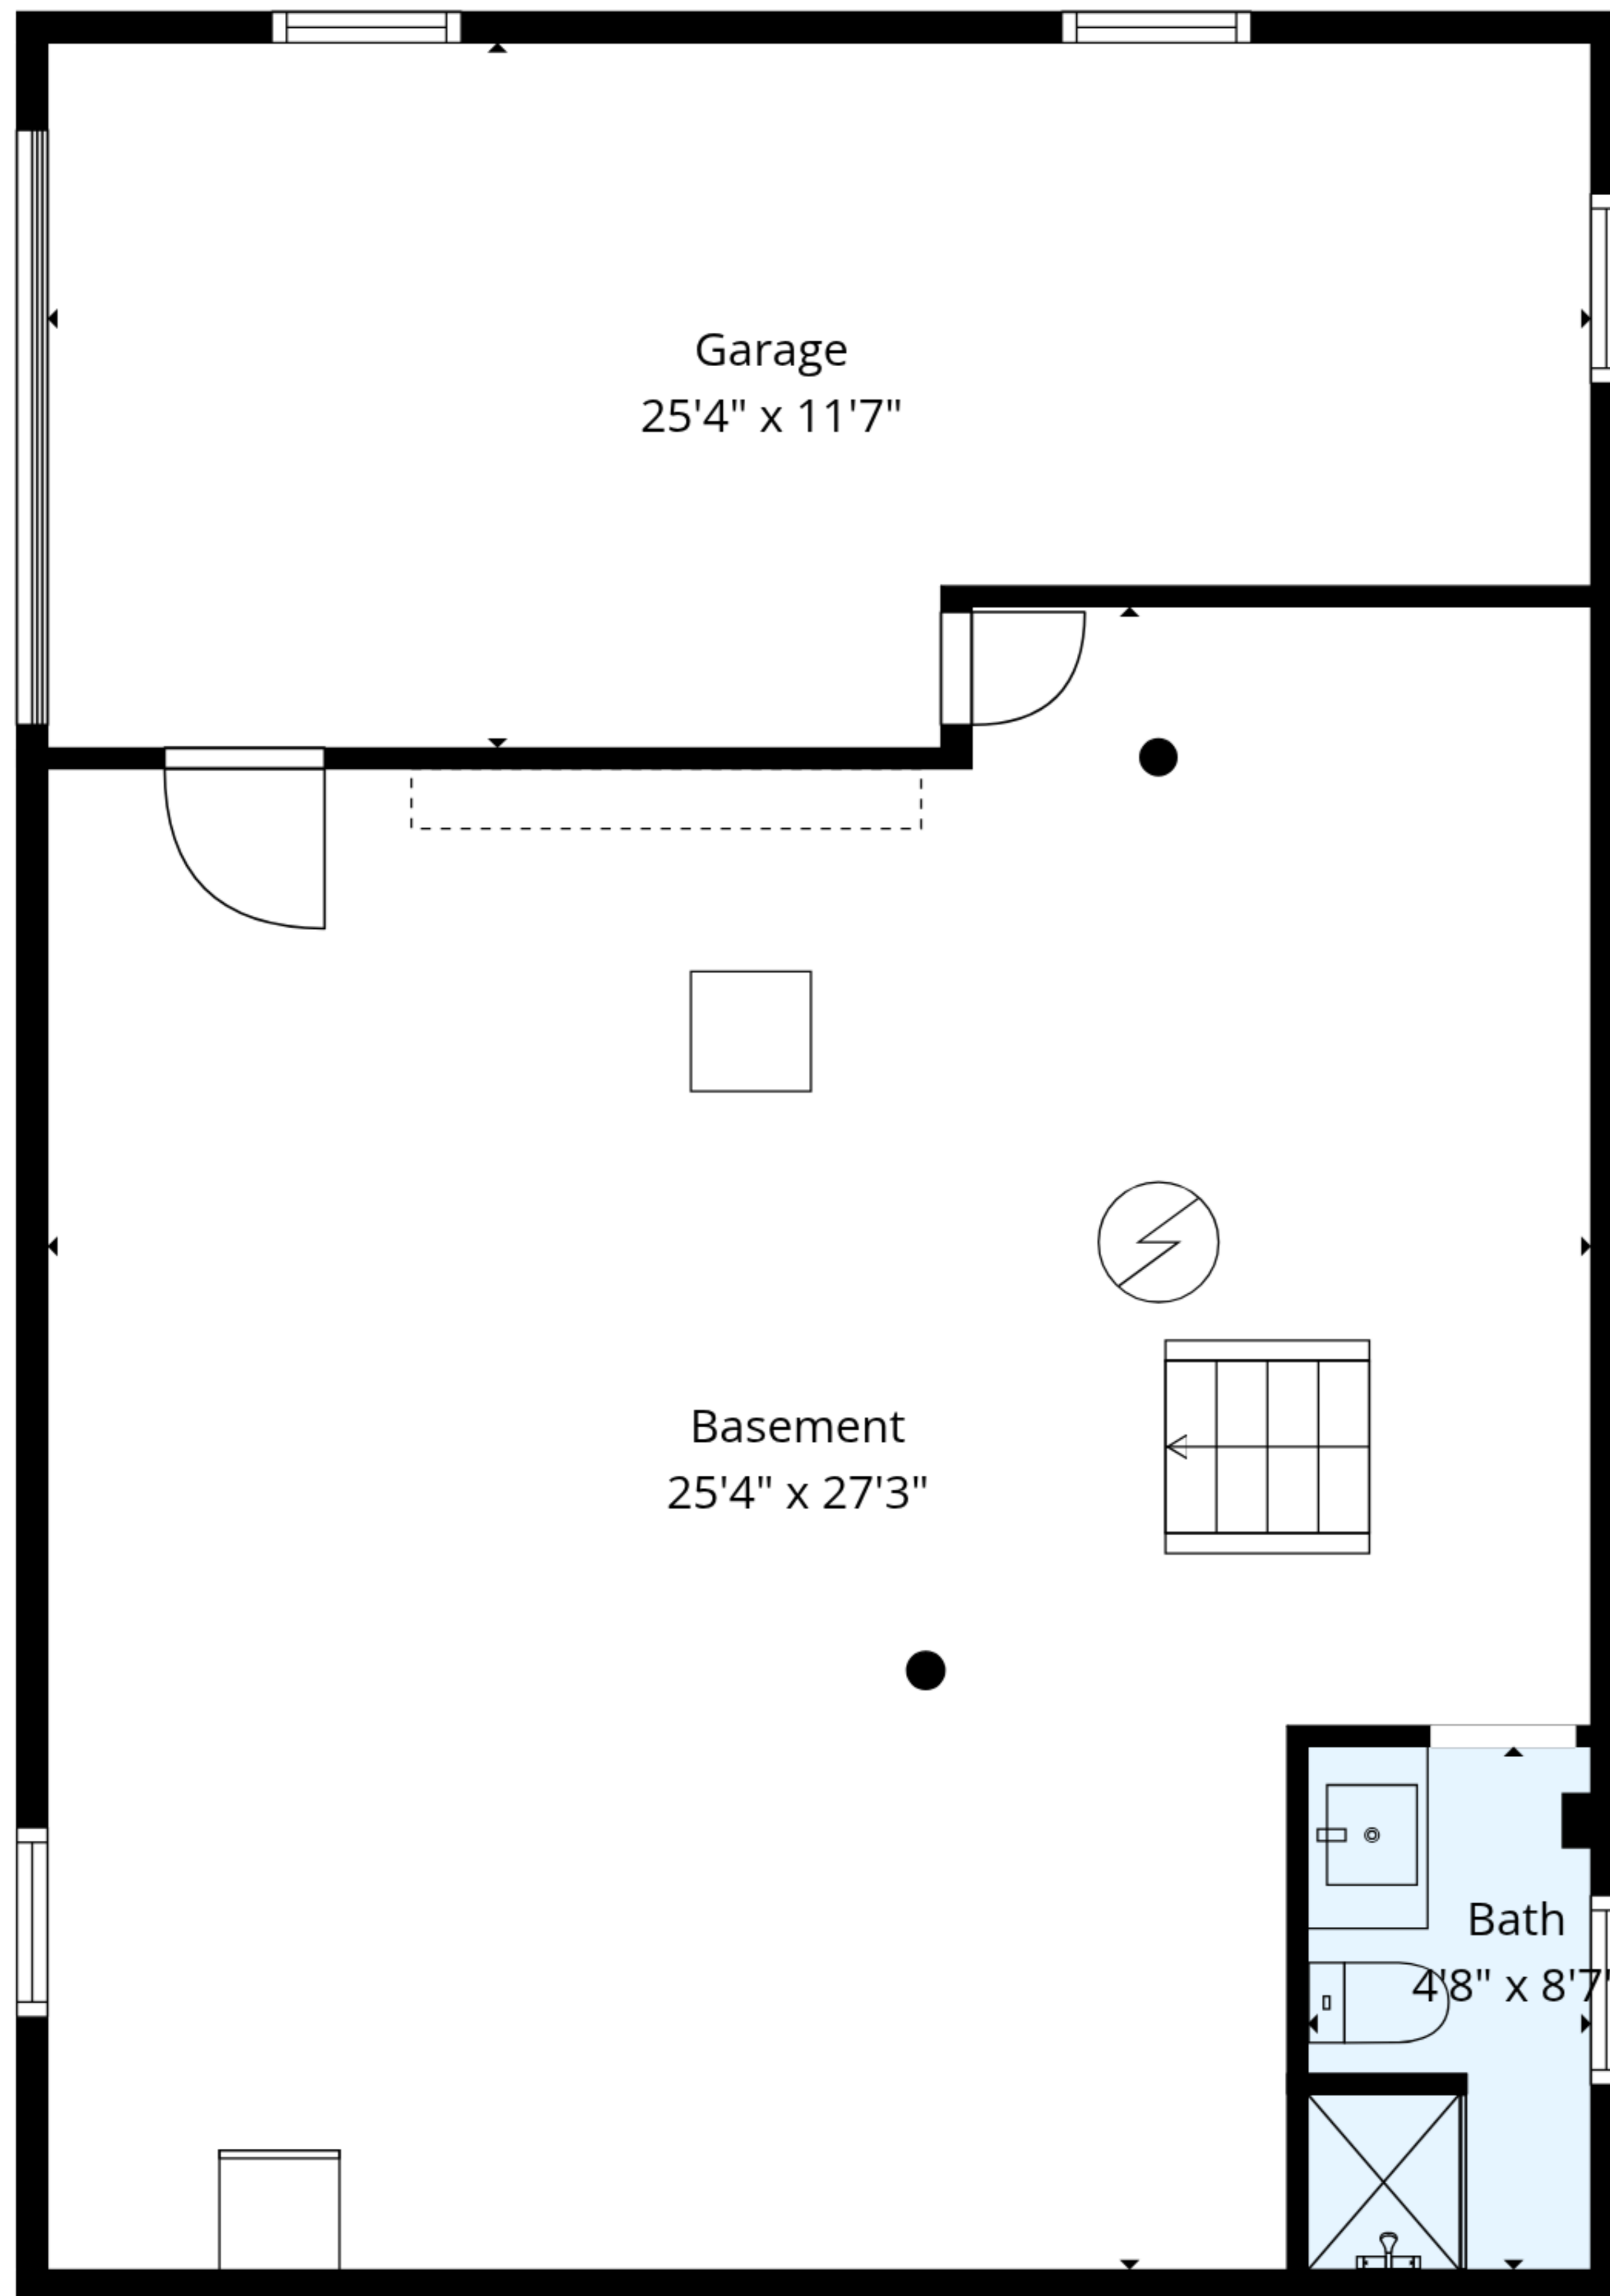 Garage
25'4" x 11'7"
Basement
25'4" x 27'3"
Bath
4'8" x 8'7"